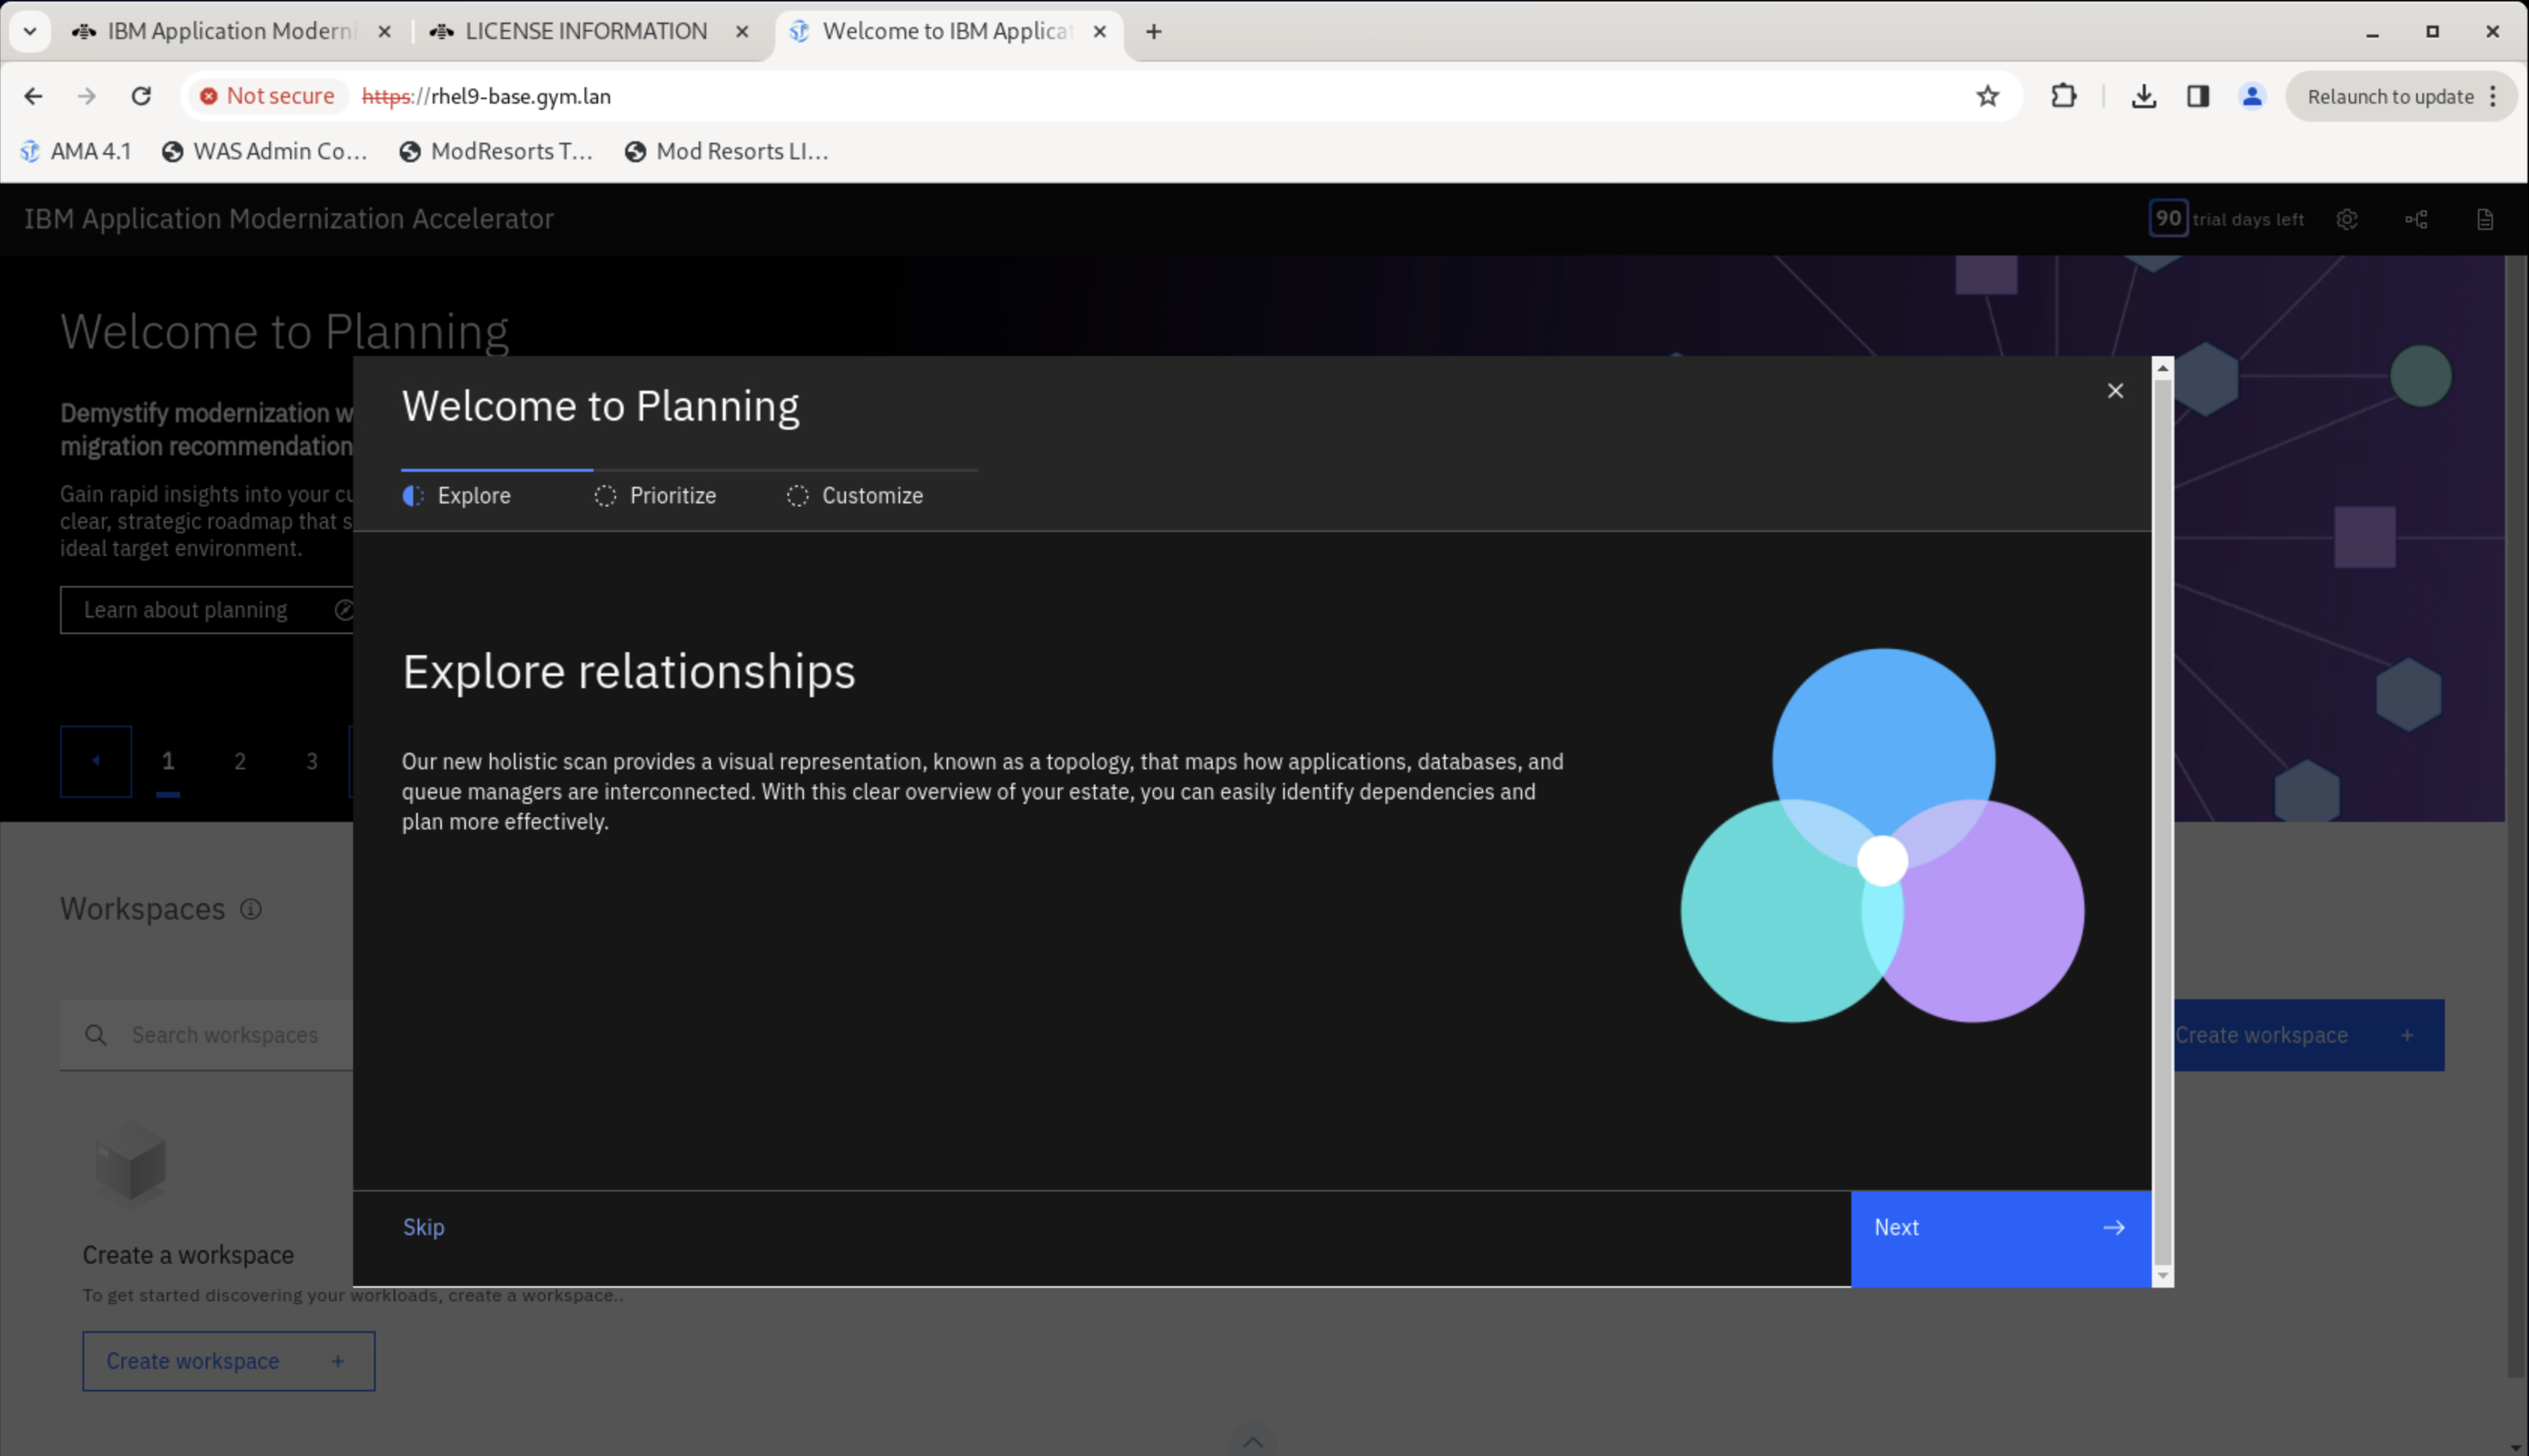 IBM Application Moderni
LICENSE INFORMATION
Welcome to IBM Applicat
Not secure
https://rhel9-base.gym.lan
Relaunch to update
AMA 4.1
WAS Admin Co...
ModResorts T...
Mod Resorts LI...
IBM Application Modernization Accelerator
90 trial days left
Welcome to Planning
Demystify modernization w
migration recommendation
Gain rapid insights into your cu
clear, strategic roadmap that s
ideal target environment.
Learn about planning
1
2
3
Welcome to Planning
Explore
Prioritize
Customize
Explore relationships
Our new holistic scan provides a visual representation, known as a topology, that maps how applications, databases, and
queue managers are interconnected. With this clear overview of your estate, you can easily identify dependencies and
plan more effectively.
Skip
Next
Workspaces
Search workspaces
Create workspace +
Create a workspace
To get started discovering your workloads, create a workspace..
Create workspace +